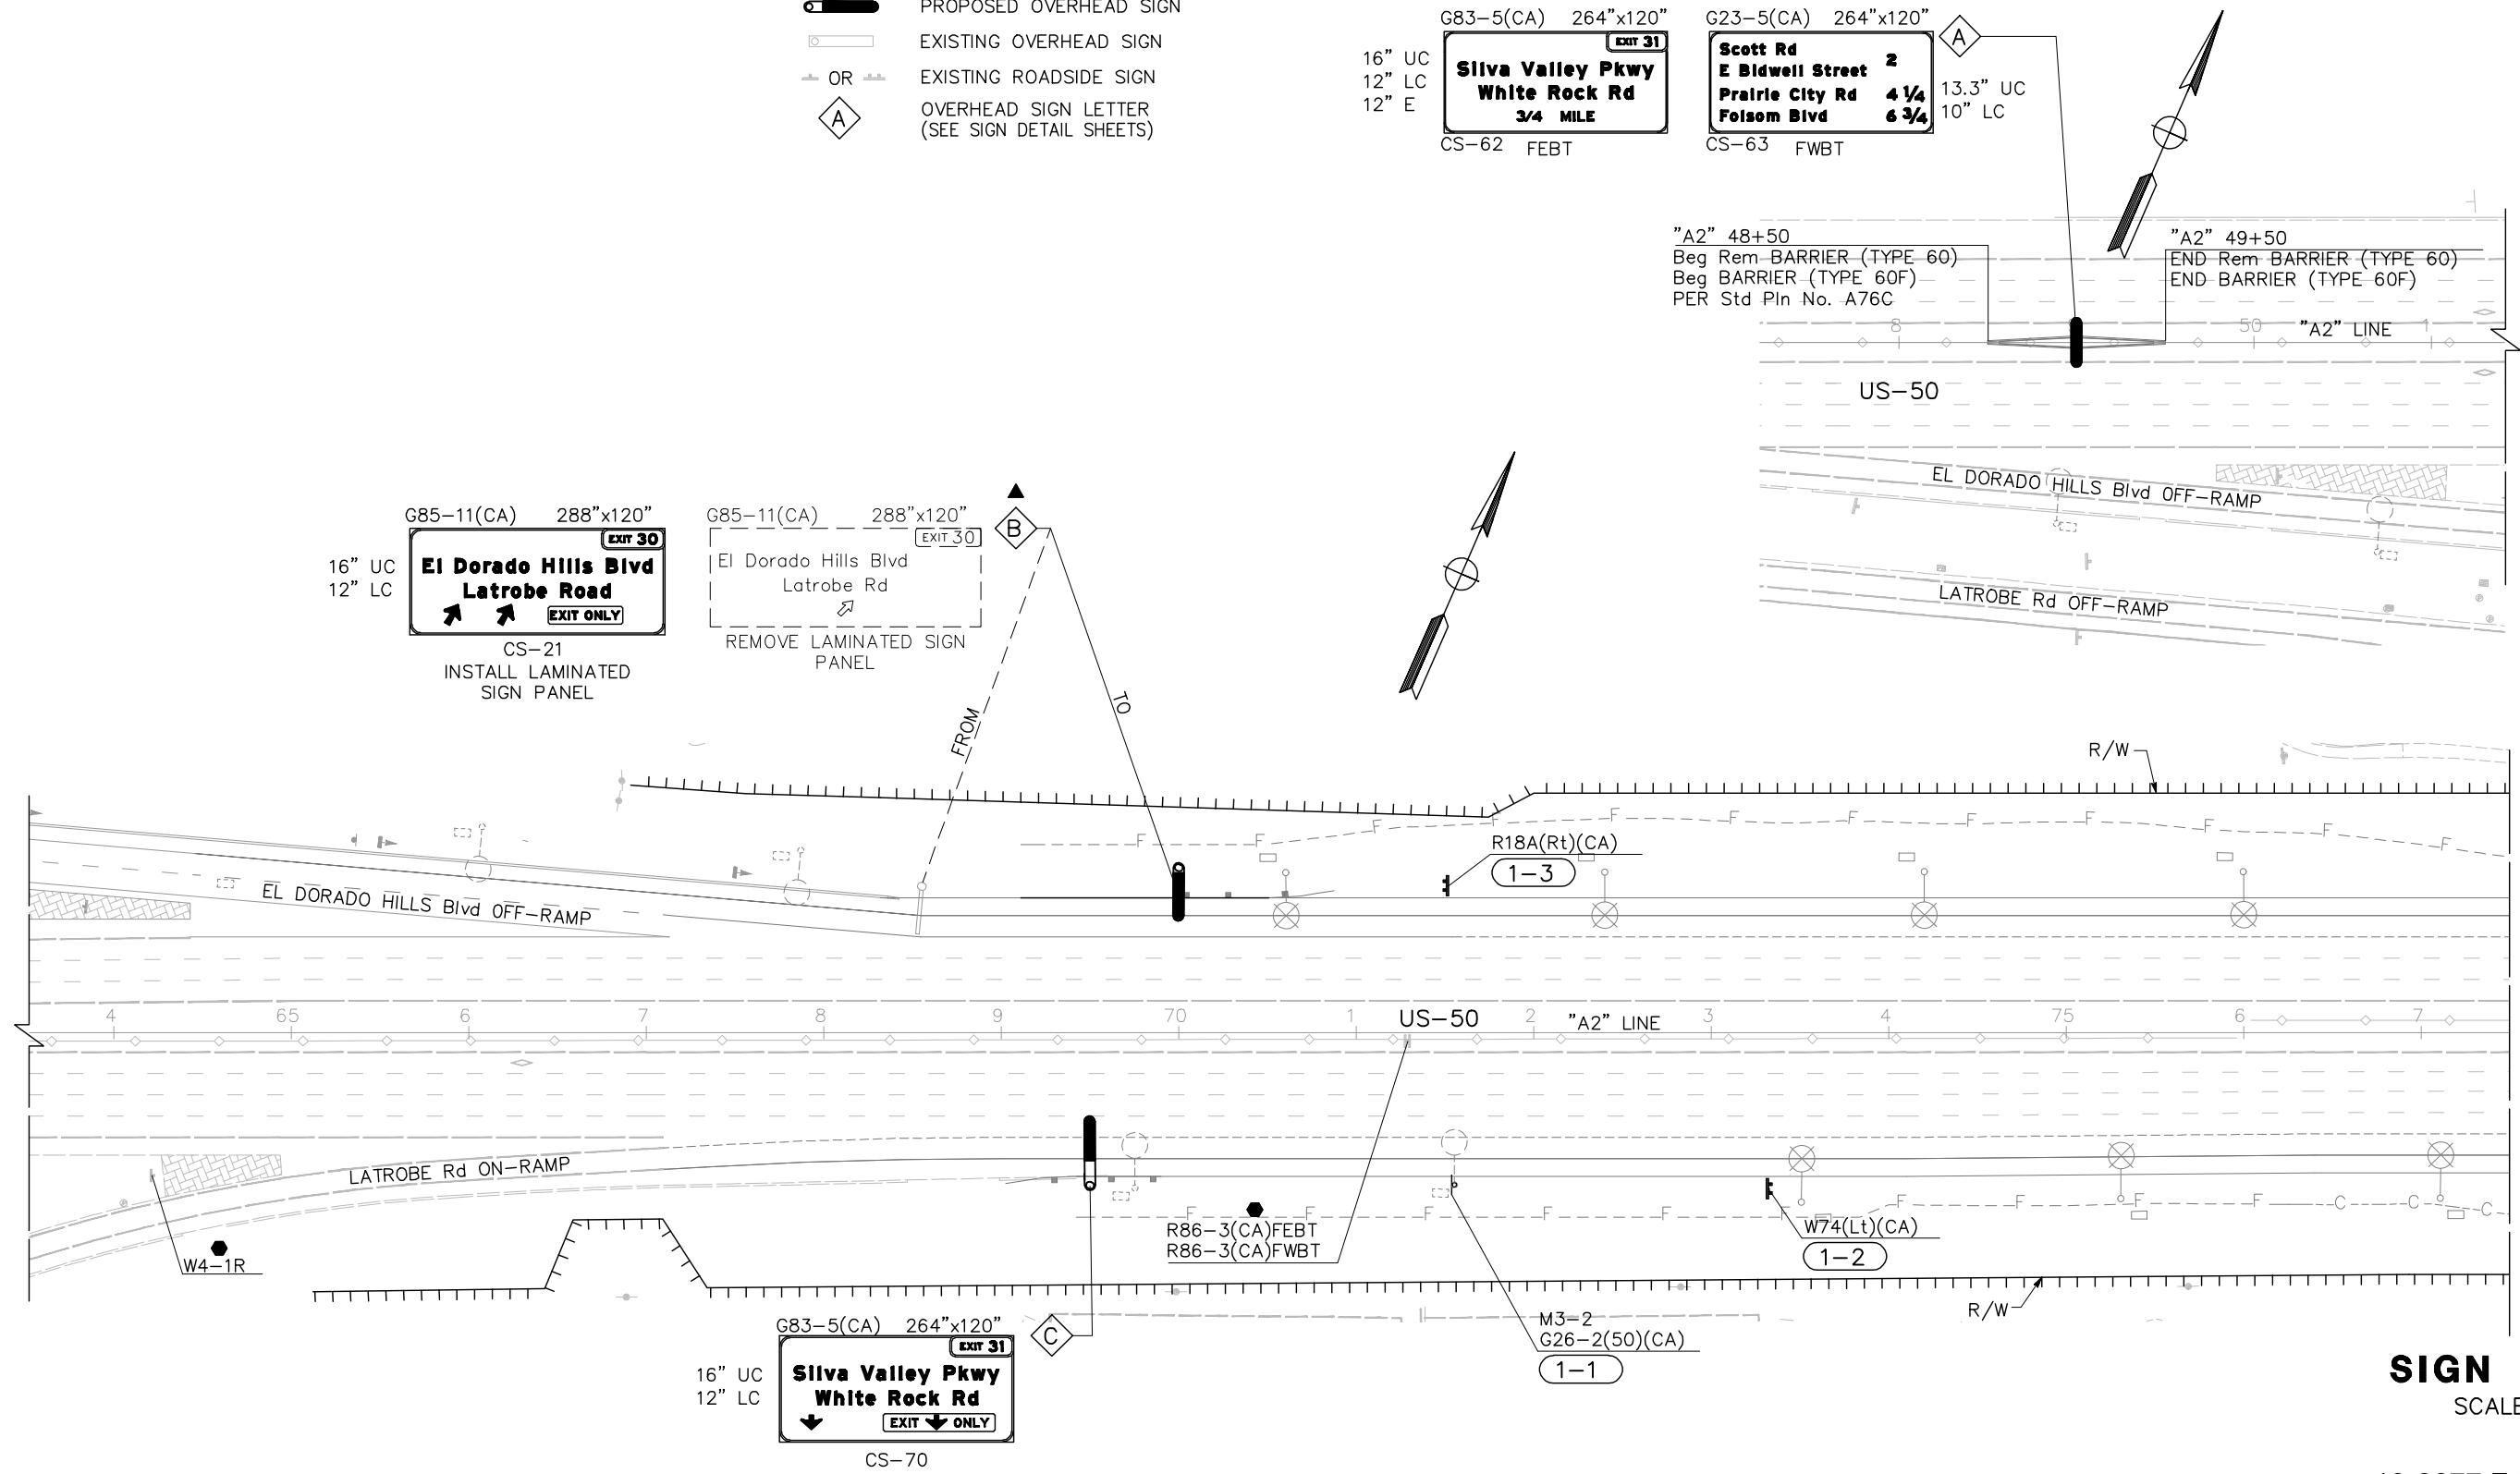 PROPOSED OVERHEAD SIGN
EXISTING OVERHEAD SIGN
OR EXISTING ROADSIDE SIGN
A OVERHEAD SIGN LETTER
(SEE SIGN DETAIL SHEETS)
G83-5(CA) 264"x120"
16" UC
12" LC
12" E
EXIT 31
Silva Valley Pkwy
White Rock Rd
3/4 MILE
CS-62 FEBT
G23-5(CA) 264"x120"
Scott Rd
E Bidwell Street 2
Prairie City Rd 4 1/4
Folsom Blvd 6 3/4
13.3" UC
10" LC
CS-63 FWBT
A
"A2" 48+50
Beg Rem BARRIER (TYPE 60)
Beg BARRIER (TYPE 60F)
PER Std Pln No. A76C
"A2" 49+50
END Rem BARRIER (TYPE 60)
END BARRIER (TYPE 60F)
8 50 "A2" LINE 1
US-50
EL DORADO HILLS Blvd OFF-RAMP
LATROBE Rd OFF-RAMP
G85-11(CA) 288"x120"
16" UC
12" LC
EXIT 30
El Dorado Hills Blvd
Latrobe Road
EXIT ONLY
CS-21
INSTALL LAMINATED
SIGN PANEL
G85-11(CA) 288"x120"
EXIT 30
El Dorado Hills Blvd
Latrobe Rd
REMOVE LAMINATED SIGN
PANEL
B
FROM
TO
R/W
F F F F F F F F F F F F
R18A(Rt)(CA)
1-3
EL DORADO HILLS Blvd OFF-RAMP
4 65 6 7 8 9 70 1 US-50 2 "A2" LINE 3 4 75 6 7
LATROBE Rd ON-RAMP
W4-1R
F F F F F F F F F F C C C
R86-3(CA)FEBT
R86-3(CA)FWBT
W74(Lt)(CA)
1-2
R/W
M3-2
G26-2(50)(CA)
1-1
G83-5(CA) 264"x120"
C
16" UC
12" LC
EXIT 31
Silva Valley Pkwy
White Rock Rd
EXIT ONLY
CS-70
SIGN
SCALE